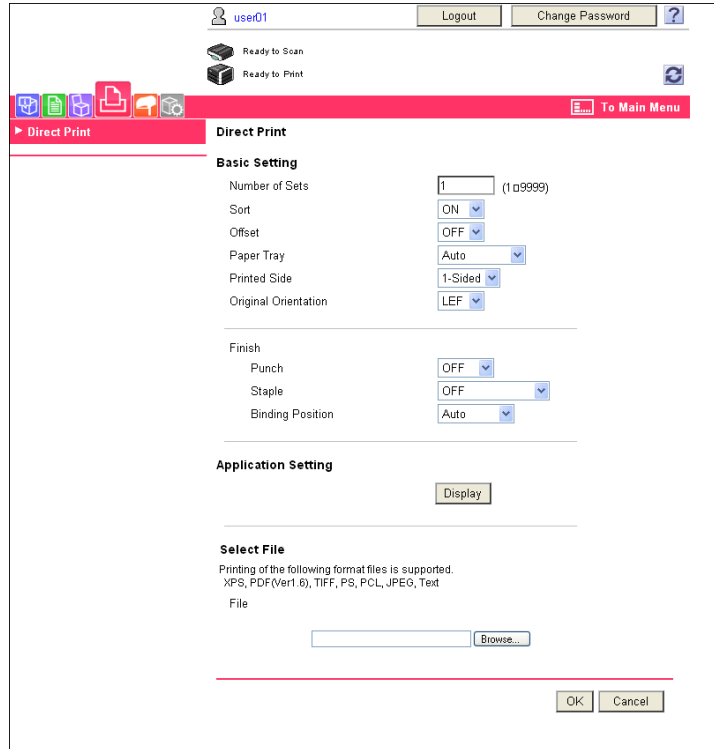 user01 Logout Change Password ?
Ready to Scan
Ready to Print
To Main Menu
Direct Print
Direct Print
Basic Setting
Number of Sets 1 (1□9999)
Sort ON
Offset OFF
Paper Tray Auto
Printed Side 1-Sided
Original Orientation LEF
Finish
Punch OFF
Staple OFF
Binding Position Auto
Application Setting
Display
Select File
Printing of the following format files is supported.
XPS, PDF(Ver1.6), TIFF, PS, PCL, JPEG, Text
File
Browse...
OK Cancel